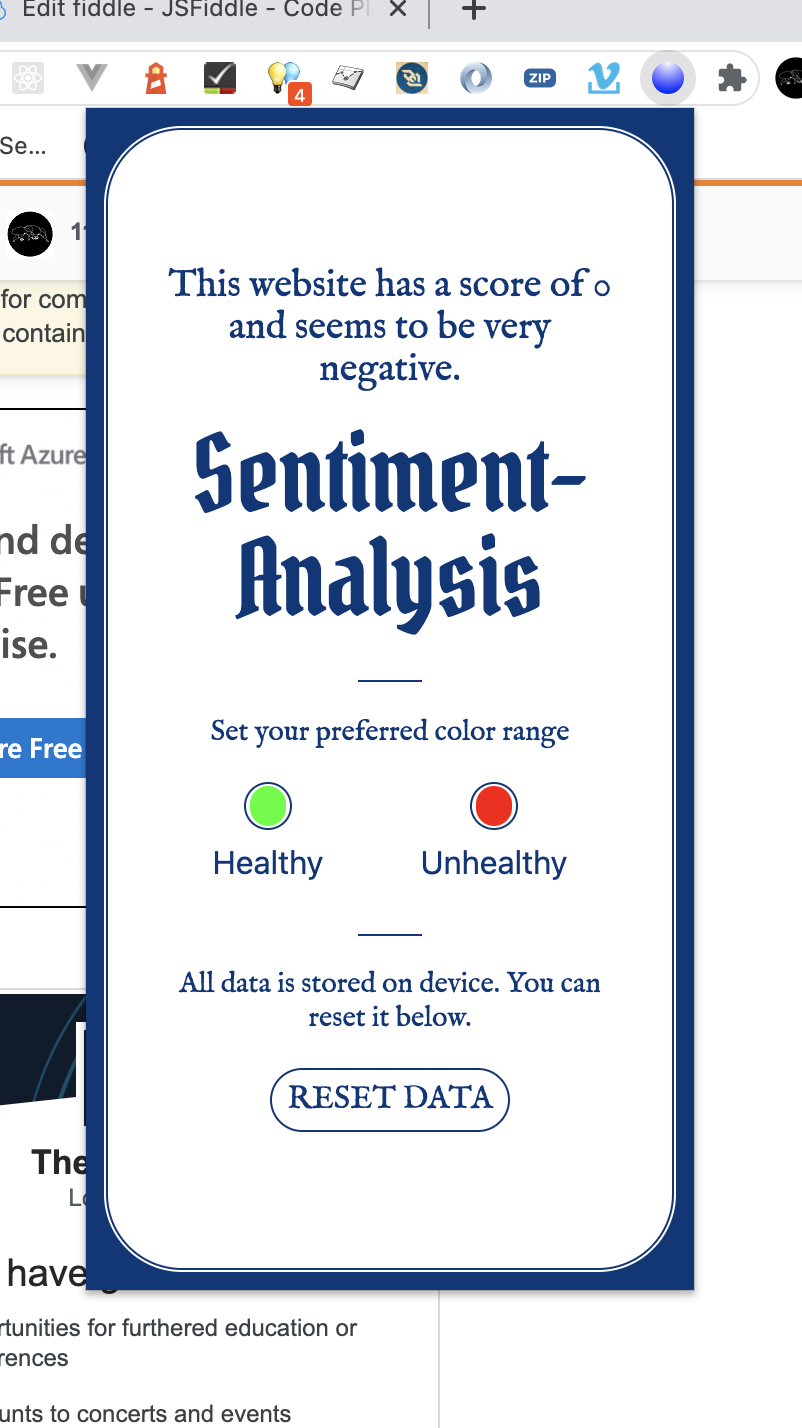 Edit fiddle - JSFiddle - Code Pl
4
ZIP
Se...
for com
contain
ft Azure
nd de
Free
ise.
re Free
This website has a score of 0
and seems to be very
negative.
Sentiment-
Analysis
Set your preferred color range
Healthy
Unhealthy
All data is stored on device. You can
reset it below.
RESET DATA
The
have
rtunities for furthered education or
rences
unts to concerts and events